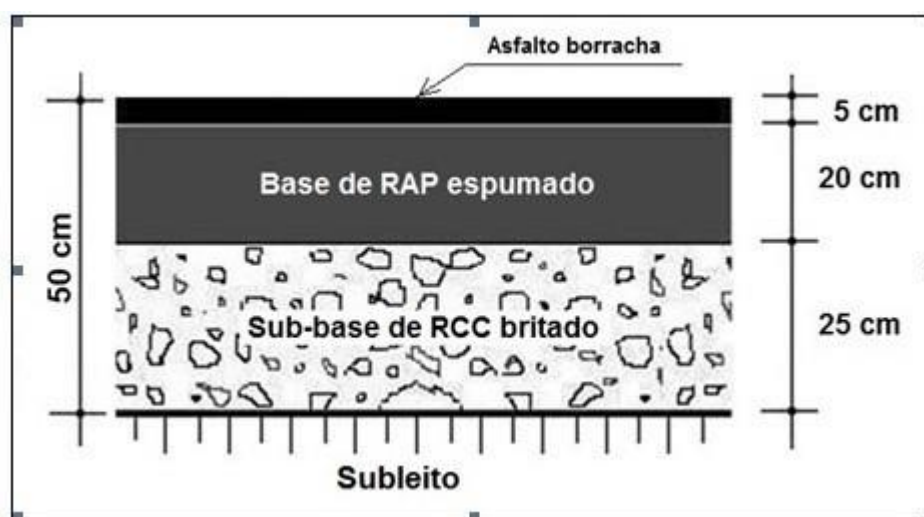 Asfalto borracha
5 cm
Base de RAP espumado
20 cm
50 cm
Sub-base de RCC britado
25 cm
Subleito